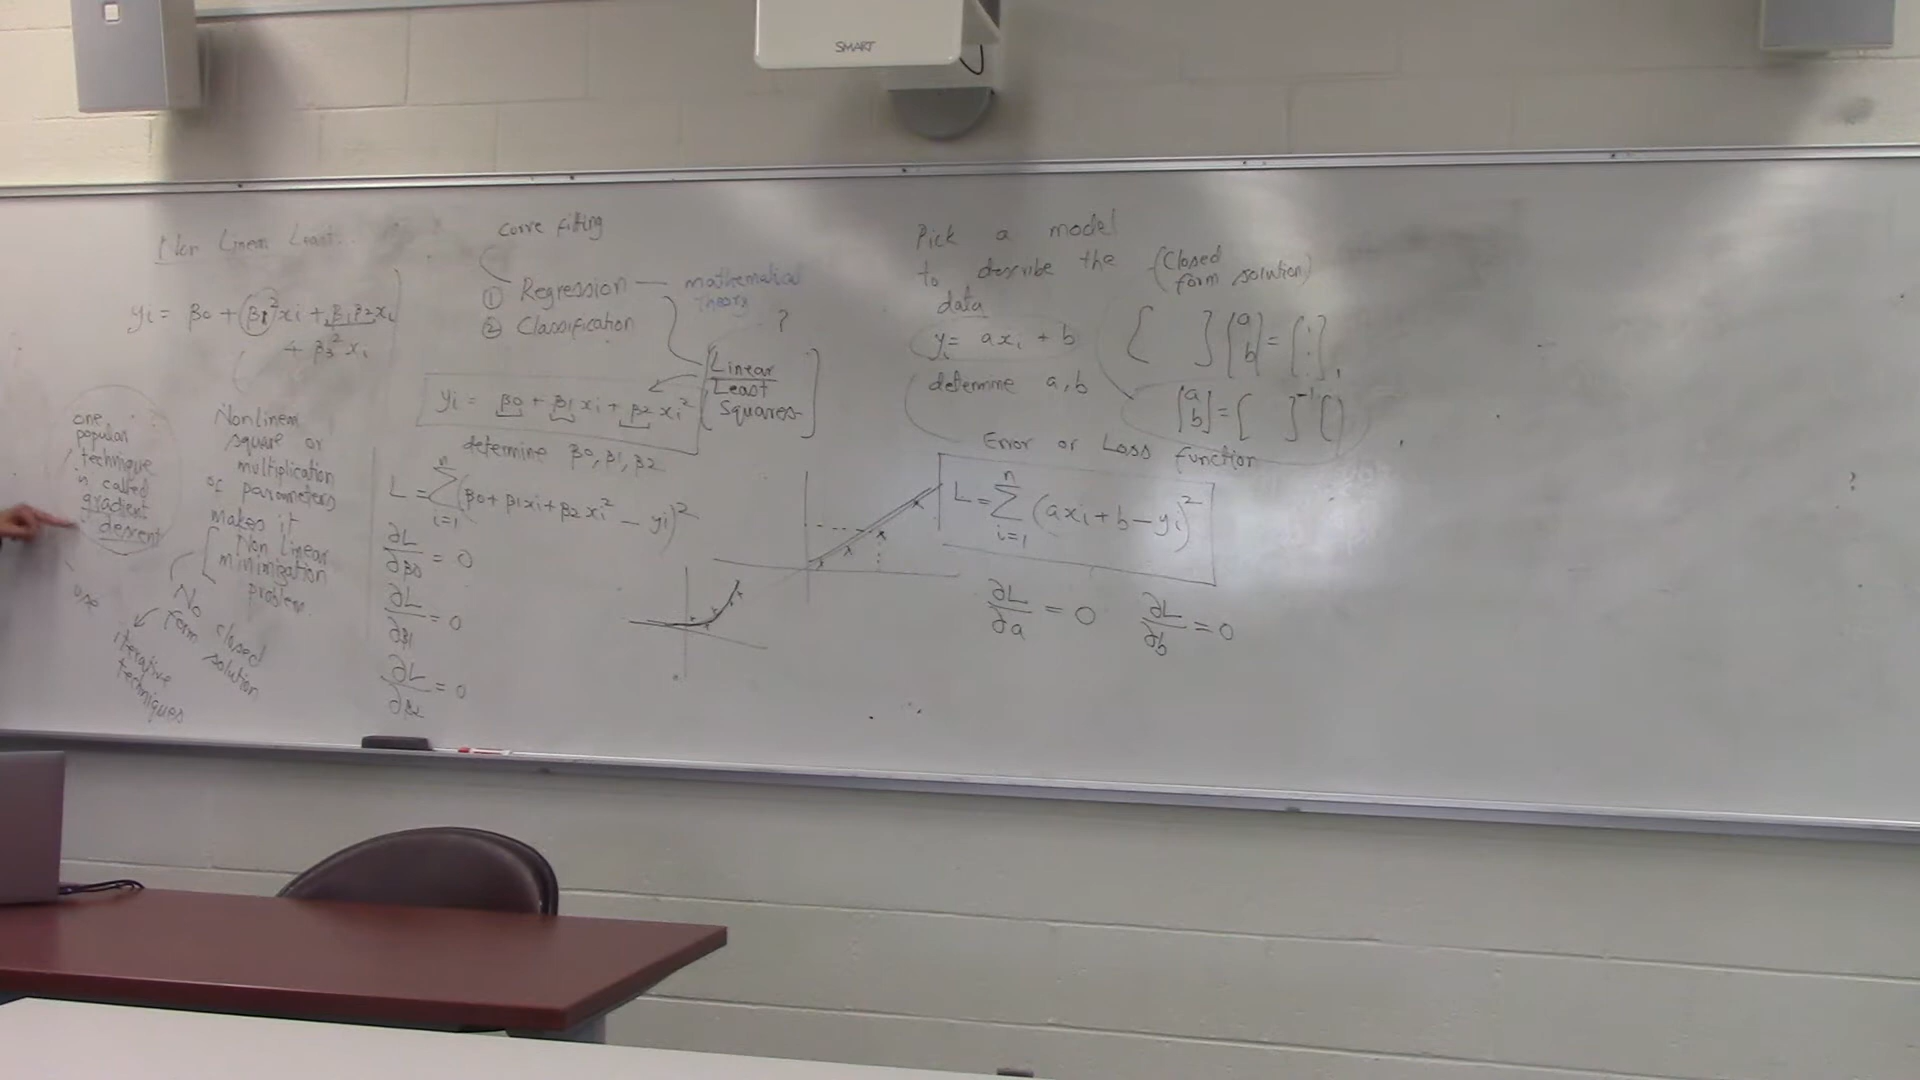 SMART
Non Linear Least...
yi = β0 + (β1)²xi + β1β2xi
+ β3² xi
one
popular
technique
is called
gradient
descent
use
Nonlinear
square or
multiplication
of parameters
makes it
Non linear
minimization
problem.
No closed
form solution
iterative
techniques
Curve fitting
① Regression — mathematical
theory
② Classification ?
Linear
Least
Squares
yi = β0 + β1 xi + β2 xi²
determine β0, β1, β2
L = Σ (β0 + β1xi + β2xi² - yi)²
n
i=1
∂L/∂β0 = 0
∂L/∂β1 = 0
∂L/∂β2 = 0
Pick a model
to describe the
data
(Closed
form solution)
yi = axi + b
determine a, b
[ ] [a b] = [ : ]
[a b] = [ ]⁻¹ [ ]
Error or Loss function
L = Σ (axi + b - yi)²
n
i=1
∂L/∂a = 0 ∂L/∂b = 0